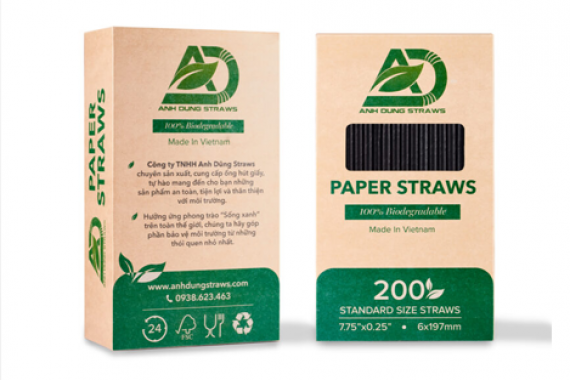 PAPER
STRAWS
AD
ANH DUNG STRAWS
100% Biodegradable
Made In Vietnam
Công ty TNHH Anh Dũng Straws
chuyên sản xuất, cung cấp ống hút giấy,
tự hào mang đến cho bạn những
sản phẩm an toàn, tiện lợi và thân thiện
với môi trường.
Hưởng ứng phong trào "Sống xanh"
trên toàn thế giới, chúng ta hãy góp
phần bảo vệ môi trường từ những
thói quen nhỏ nhất.
www.anhdungstraws.com
0938.623.463
24
FSC
AD
ANH DUNG STRAWS
PAPER STRAWS
100% Biodegradable
Made In Vietnam
200
STANDARD SIZE STRAWS
7.75"x0.25" • 6x197mm